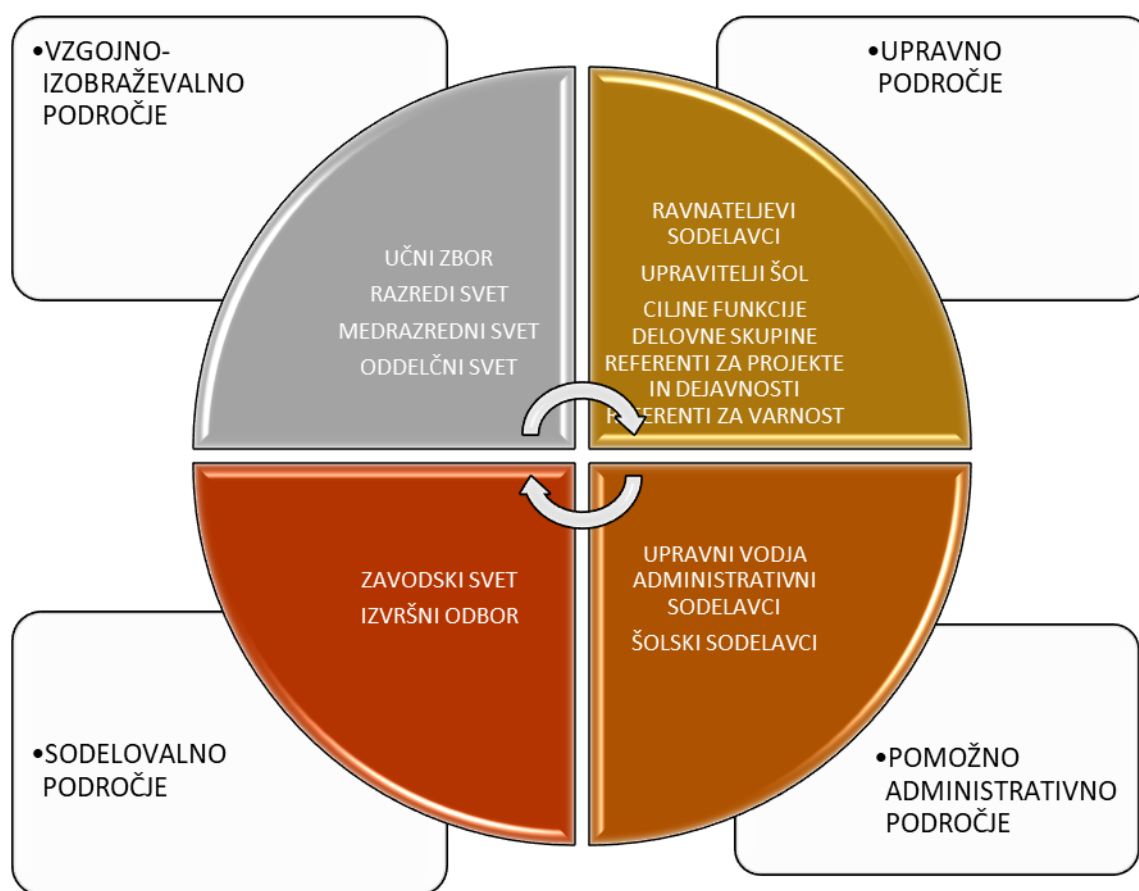 •VZGOJNO-
IZOBRAŽEVALNO
PODROČJE
•UPRAVNO
PODROČJE
UČNI ZBOR
RAZREDI SVET
MEDRAZREDNI SVET
ODDELČNI SVET
RAVNATELJEVI
SODELAVCI
UPRAVITELJI ŠOL
CILJNE FUNKCIJE
DELOVNE SKUPINE
REFERENTI ZA PROJEKTE
IN DEJAVNOSTI
REFERENTI ZA VARNOST
ZAVODSKI SVET
IZVRŠNI ODBOR
UPRAVNI VODJA
ADMINISTRATIVNI
SODELAVCI
ŠOLSKI SODELAVCI
•SODELOVALNO
PODROČJE
•POMOŽNO
ADMINISTRATIVNO
PODROČJE